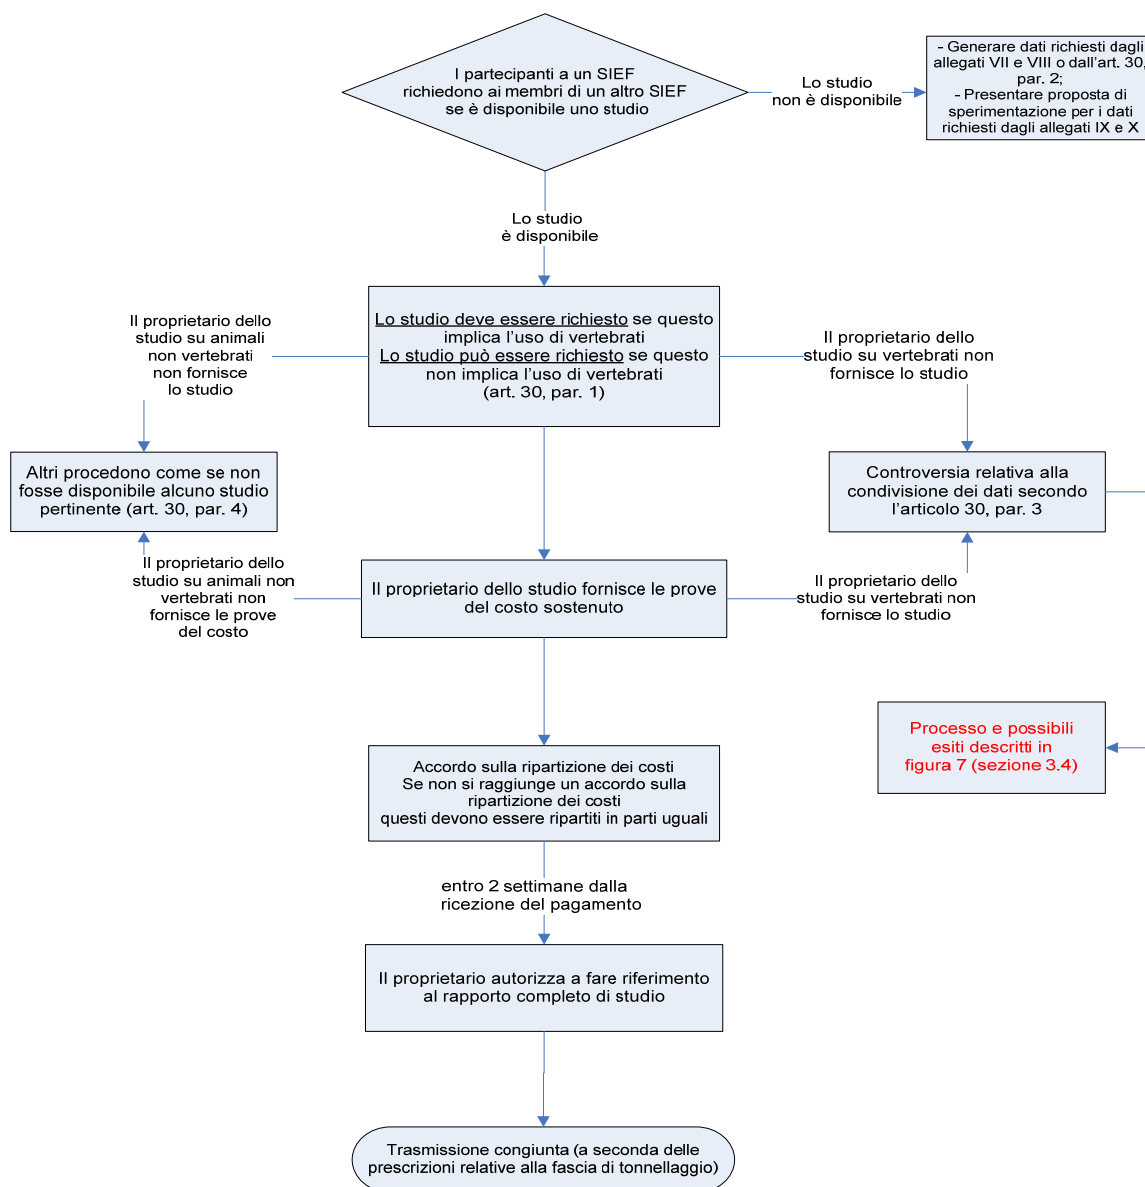 I partecipanti a un SIEF
richiedono ai membri di un altro SIEF
se è disponibile uno studio
Lo studio
non è disponibile
- Generare dati richiesti dagli
allegati VII e VIII o dall'art. 30,
par. 2;
- Presentare proposta di
sperimentazione per i dati
richiesti dagli allegati IX e X
Lo studio
è disponibile
Il proprietario dello
studio su animali
non vertebrati
non fornisce
lo studio
Lo studio deve essere richiesto se questo
implica l'uso di vertebrati
Lo studio può essere richiesto se questo
non implica l'uso di vertebrati
(art. 30, par. 1)
Il proprietario dello
studio su vertebrati non
fornisce lo studio
Altri procedono come se non
fosse disponibile alcuno studio
pertinente (art. 30, par. 4)
Controversia relativa alla
condivisione dei dati secondo
l'articolo 30, par. 3
Il proprietario dello
studio su animali non
vertebrati non
fornisce le prove
del costo
Il proprietario dello studio fornisce le prove
del costo sostenuto
Il proprietario dello
studio su vertebrati non
fornisce lo studio
Processo e possibili
esiti descritti in
figura 7 (sezione 3.4)
Accordo sulla ripartizione dei costi
Se non si raggiunge un accordo sulla
ripartizione dei costi
questi devono essere ripartiti in parti uguali
entro 2 settimane dalla
ricezione del pagamento
Il proprietario autorizza a fare riferimento
al rapporto completo di studio
Trasmissione congiunta (a seconda delle
prescrizioni relative alla fascia di tonnellaggio)